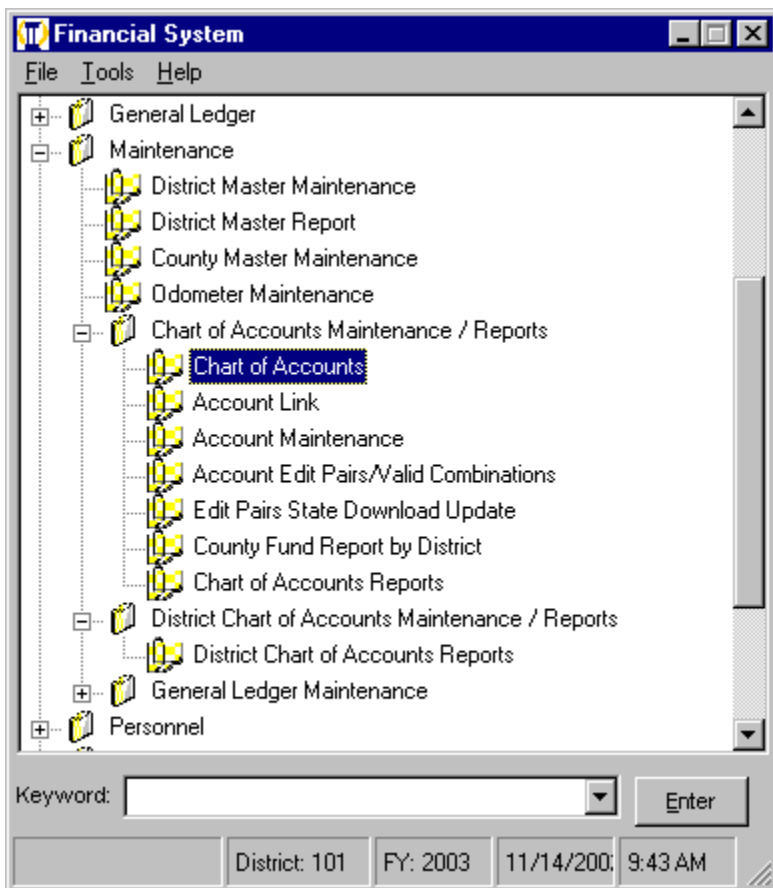 Financial System
File Tools Help
General Ledger
Maintenance
District Master Maintenance
District Master Report
County Master Maintenance
Odometer Maintenance
Chart of Accounts Maintenance / Reports
Chart of Accounts
Account Link
Account Maintenance
Account Edit Pairs/Valid Combinations
Edit Pairs State Download Update
County Fund Report by District
Chart of Accounts Reports
District Chart of Accounts Maintenance / Reports
District Chart of Accounts Reports
General Ledger Maintenance
Personnel
Keyword: Enter
District: 101 FY: 2003 11/14/200 9:43 AM